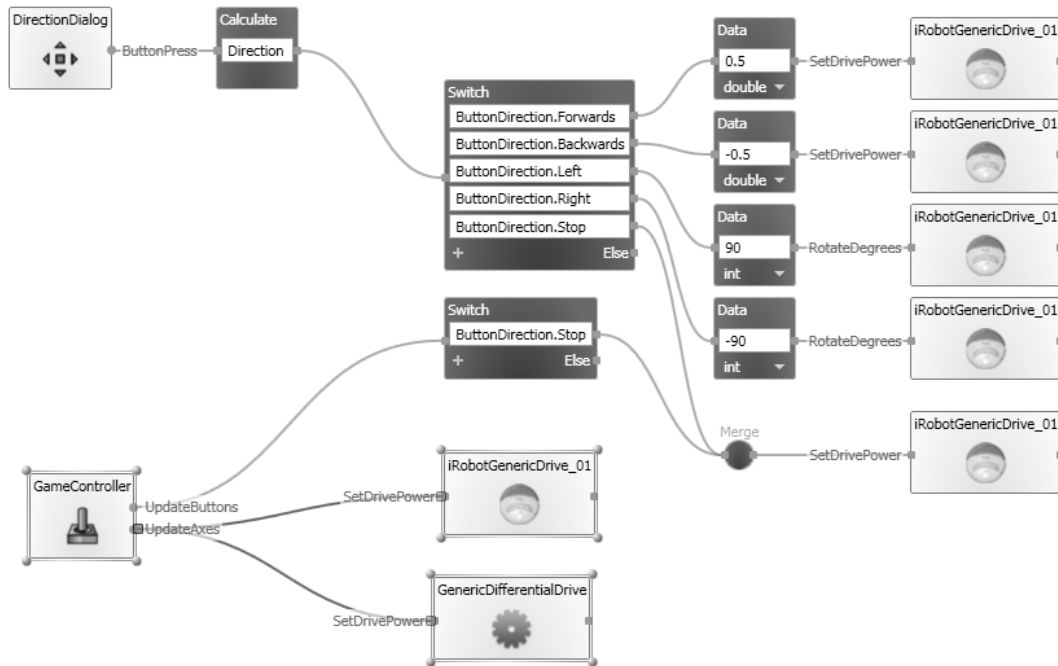 DirectionDialog
ButtonPress
Calculate
Direction
Switch
ButtonDirection.Forwards
ButtonDirection.Backwards
ButtonDirection.Left
ButtonDirection.Right
ButtonDirection.Stop
+ Else
Data
0.5
double
SetDrivePower
iRobotGenericDrive_01
Data
-0.5
double
SetDrivePower
iRobotGenericDrive_01
Data
90
int
RotateDegrees
iRobotGenericDrive_01
Data
-90
int
RotateDegrees
iRobotGenericDrive_01
Switch
ButtonDirection.Stop
+ Else
Merge
SetDrivePower
iRobotGenericDrive_01
GameController
UpdateButtons
UpdateAxes
SetDrivePower
iRobotGenericDrive_01
SetDrivePower
GenericDifferentialDrive